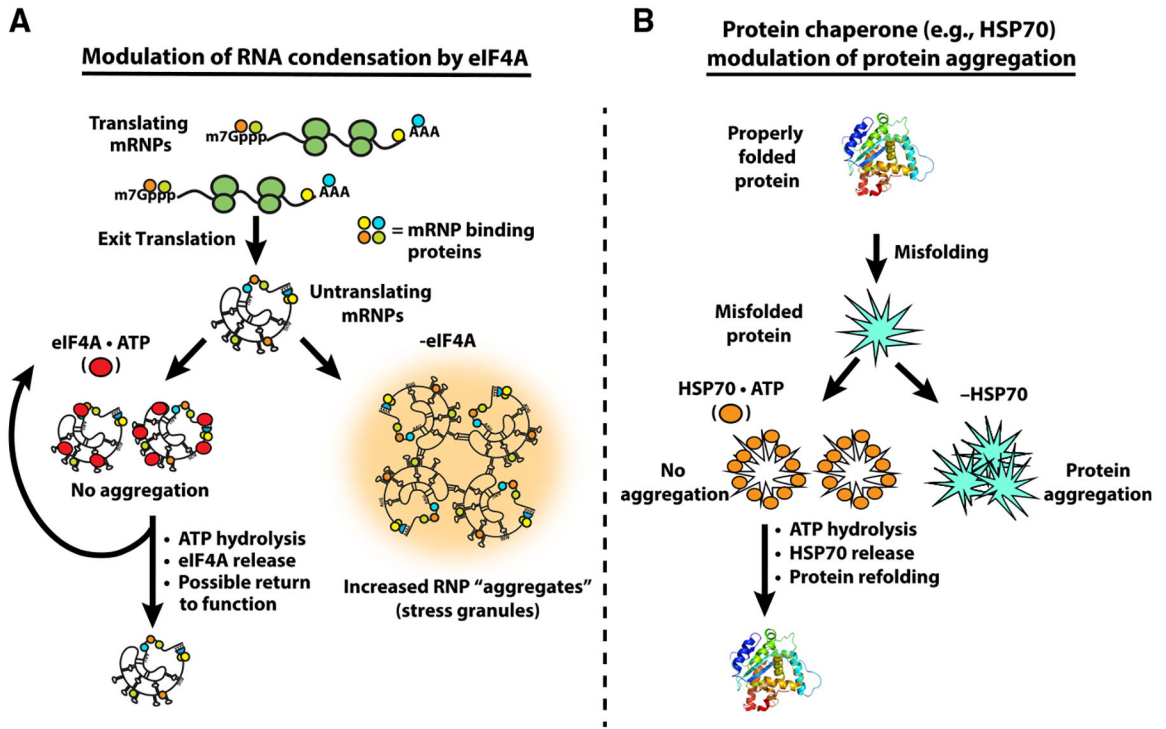 A
Modulation of RNA condensation by eIF4A
Translating
mRNPs
m7Gppp
AAA
m7Gppp
AAA
Exit Translation
= mRNP binding
proteins
Untranslating
mRNPs
eIF4A • ATP
( )
-eIF4A
No aggregation
• ATP hydrolysis
• eIF4A release
• Possible return
to function
Increased RNP “aggregates”
(stress granules)
B
Protein chaperone (e.g., HSP70)
modulation of protein aggregation
Properly
folded
protein
Misfolding
Misfolded
protein
HSP70 • ATP
( )
–HSP70
No
aggregation
Protein
aggregation
• ATP hydrolysis
• HSP70 release
• Protein refolding